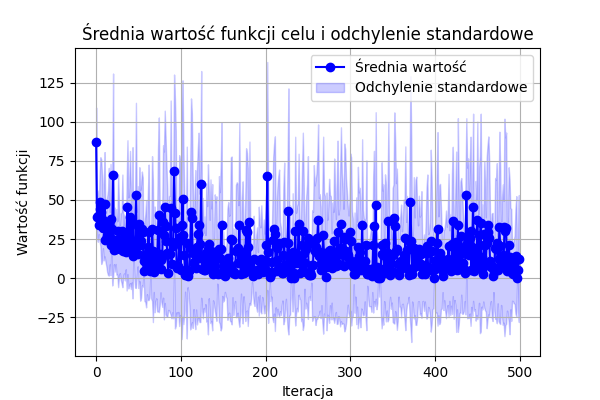 Średnia wartość funkcji celu i odchylenie standardowe
Średnia wartość
Odchylenie standardowe
Wartość funkcji
125
100
75
50
25
0
−25
0
100
200
300
400
500
Iteracja